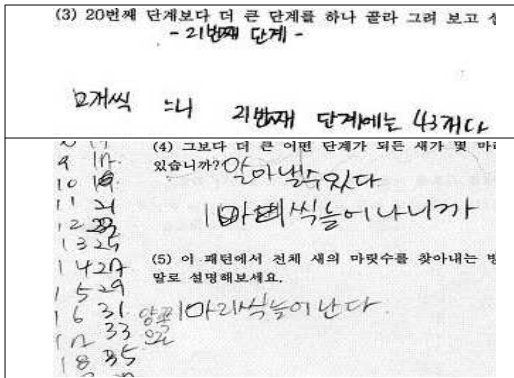 (3) 20번째 단계보다 더 큰 단계를 하나 골라 그려 보고
- 21번째 단계 -
2개씩 느니 21번째 단계에는 43개다
9 17
10 19
11 21
12 23
13 25
14 27
15 29
16 31
17 33
18 35
(4) 그보다 더 큰 어떤 단계가 되든 새가 몇 마리
있습니까? 알아낼수있다
1마리씩늘어나니까
(5) 이 패턴에서 전체 새의 마릿수를 찾아내는 방
말로 설명해보세요.
양쪽 1마리씩늘어난다